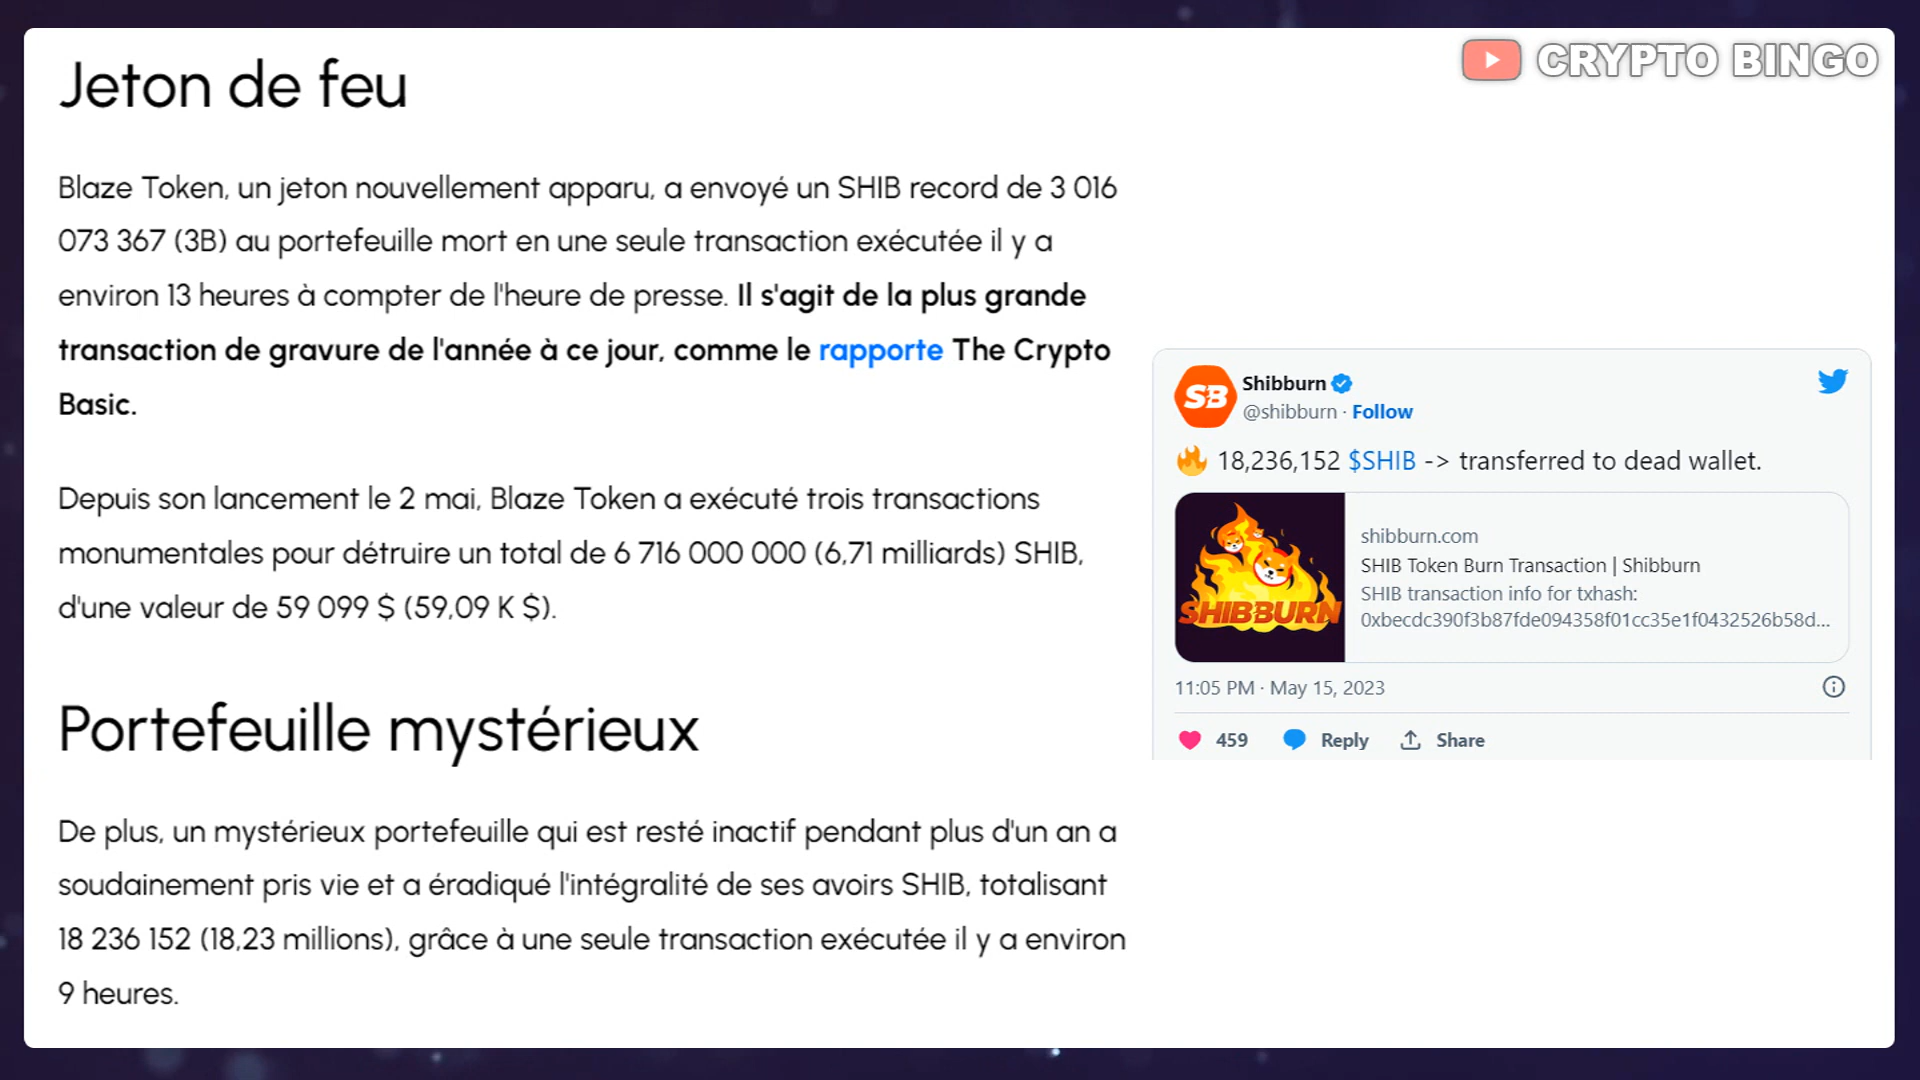 CRYPTO BINGO
Jeton de feu
Blaze Token, un jeton nouvellement apparu, a envoyé un SHIB record de 3 016
073 367 (3B) au portefeuille mort en une seule transaction exécutée il y a
environ 13 heures à compter de l'heure de presse. Il s'agit de la plus grande
transaction de gravure de l'année à ce jour, comme le rapporte The Crypto
Basic.
Depuis son lancement le 2 mai, Blaze Token a exécuté trois transactions
monumentales pour détruire un total de 6 716 000 000 (6,71 milliards) SHIB,
d'une valeur de 59 099 $ (59,09 K $).
Portefeuille mystérieux
De plus, un mystérieux portefeuille qui est resté inactif pendant plus d'un an a
soudainement pris vie et a éradiqué l'intégralité de ses avoirs SHIB, totalisant
18 236 152 (18,23 millions), grâce à une seule transaction exécutée il y a environ
9 heures.
SB
Shibburn
@shibburn · Follow
🔥 18,236,152 $SHIB -> transferred to dead wallet.
SHIBBURN
shibburn.com
SHIB Token Burn Transaction | Shibburn
SHIB transaction info for txhash:
0xbecdc390f3b87fde094358f01cc35e1f0432526b58d...
11:05 PM · May 15, 2023
459 Reply Share